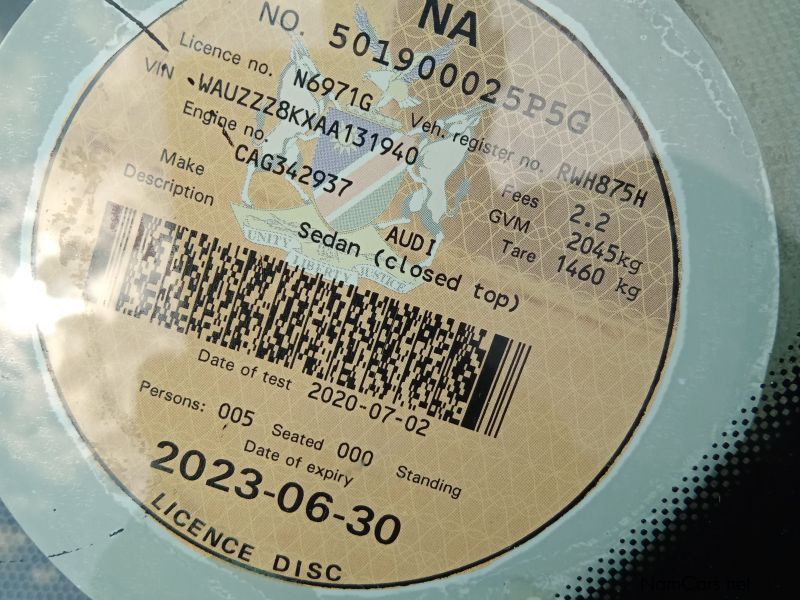 NA
NO. 501900025P5G
Licence no. N6971G Veh. register no. RWH875H
VIN WAUZZZ8KXAA131940 Fees 2.2
Engine no. CAG342937 GVM 2045kg
Tare 1460 kg
Make AUDI
Description Sedan (closed top)
UNITY LIBERTY JUSTICE
Date of test 2020-07-02
Persons: 005 Seated 000 Standing
Date of expiry
2023-06-30
LICENCE DISC
NamCars.net